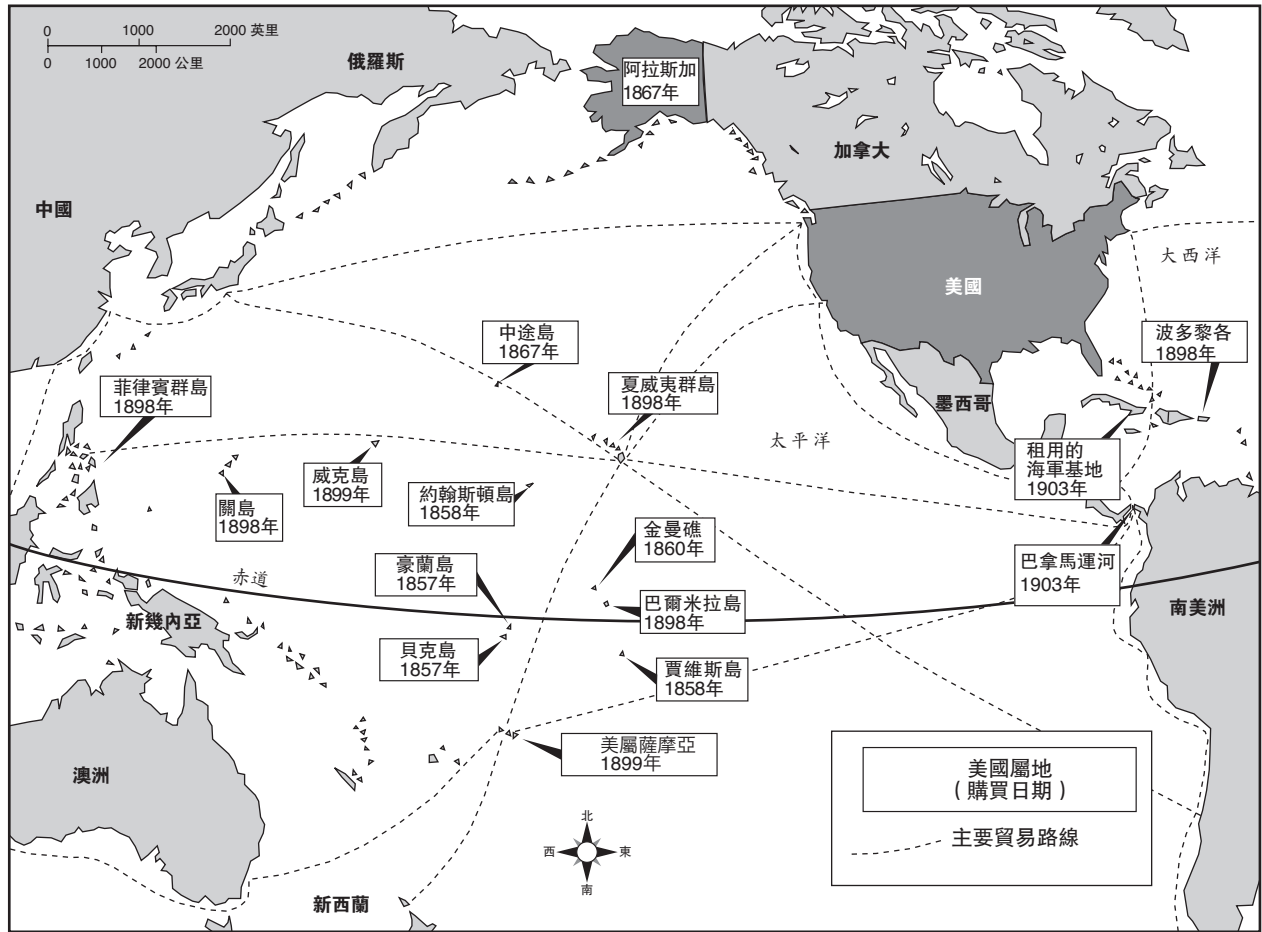 0 1000 2000 英里
0 1000 2000 公里
俄羅斯
阿拉斯加
1867年
加拿大
中國
大西洋
美國
中途島
1867年
波多黎各
1898年
菲律賓群島
1898年
夏威夷群島
1898年
墨西哥
太平洋
租用的
海軍基地
1903年
威克島
1899年
約翰斯頓島
1858年
關島
1898年
金曼礁
1860年
豪蘭島
1857年
巴拿馬運河
1903年
赤道
巴爾米拉島
1898年
新幾內亞
南美洲
貝克島
1857年
賈維斯島
1858年
美屬薩摩亞
1899年
澳洲
美國屬地
(購買日期)
主要貿易路線
北
西 東
南
新西蘭